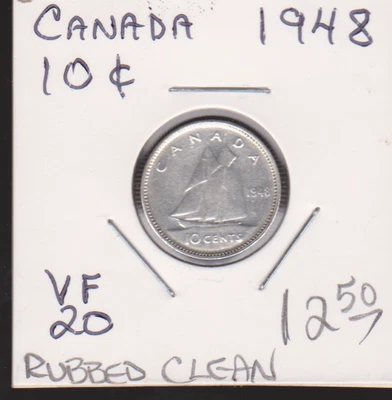 CANADA 1948
10¢
CANADA
1948
10 CENTS
VF
20
12 50
RUBBED CLEAN